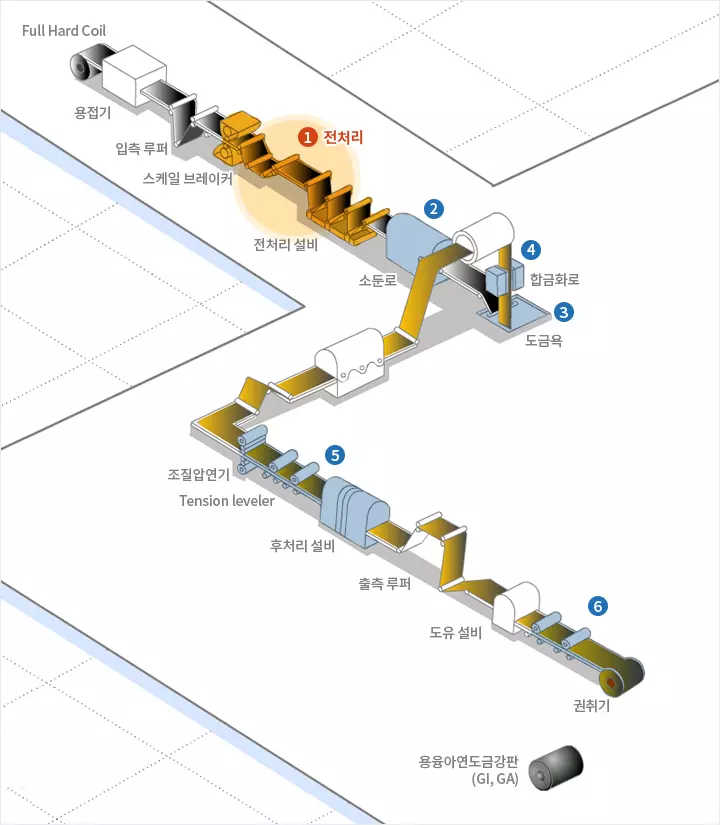 Full Hard Coil
용접기
입측 루퍼
1 전처리
스케일 브레이커
전처리 설비
2
소둔로
4
합금화로
3
도금욕
5
조질압연기
Tension leveler
후처리 설비
출측 루퍼
6
도유 설비
권취기
용융아연도금강판
(GI, GA)